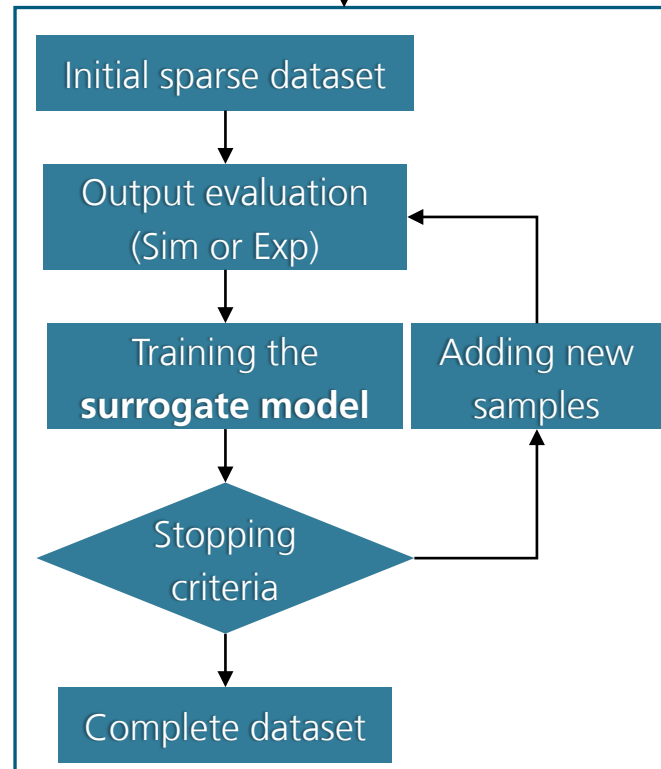 Initial sparse dataset
Output evaluation
(Sim or Exp)
Training the
surrogate model
Adding new
samples
Stopping
criteria
Complete dataset